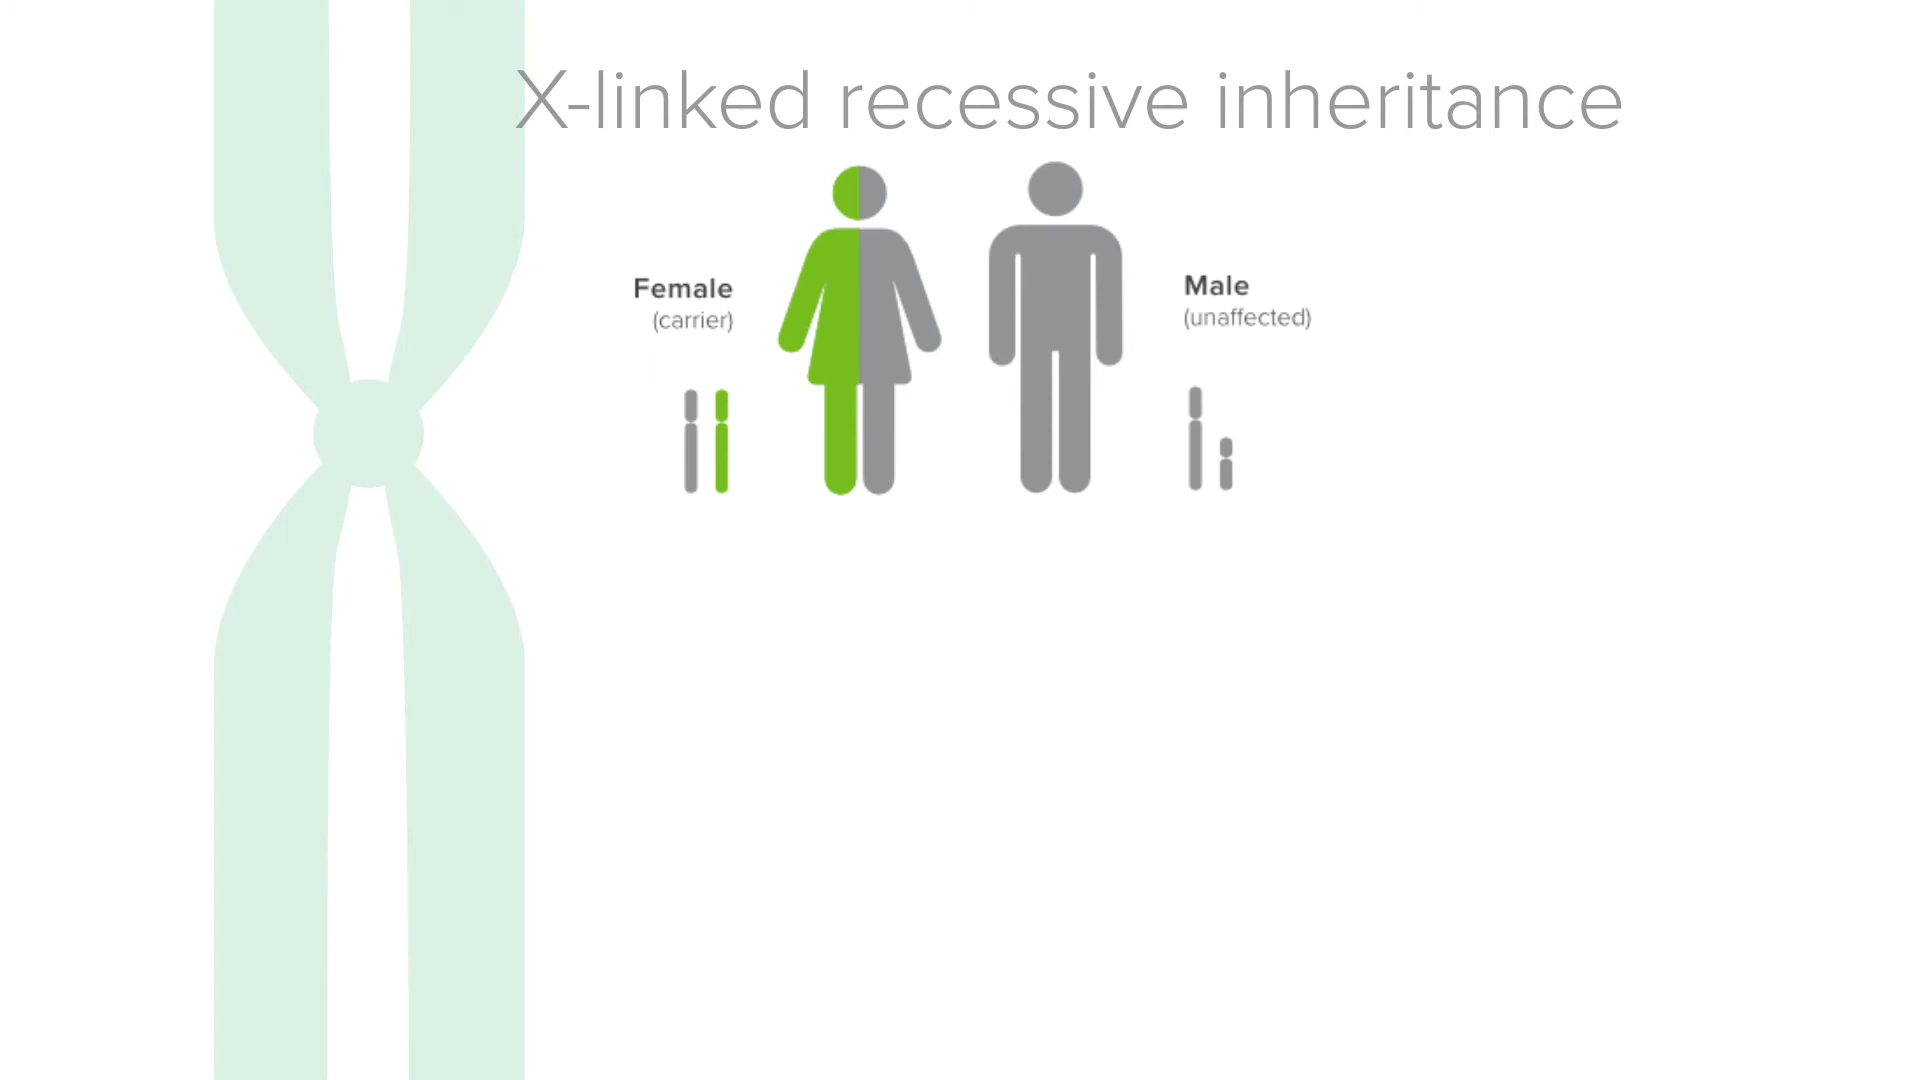 X-linked recessive inheritance
Female
(carrier)
Male
(unaffected)